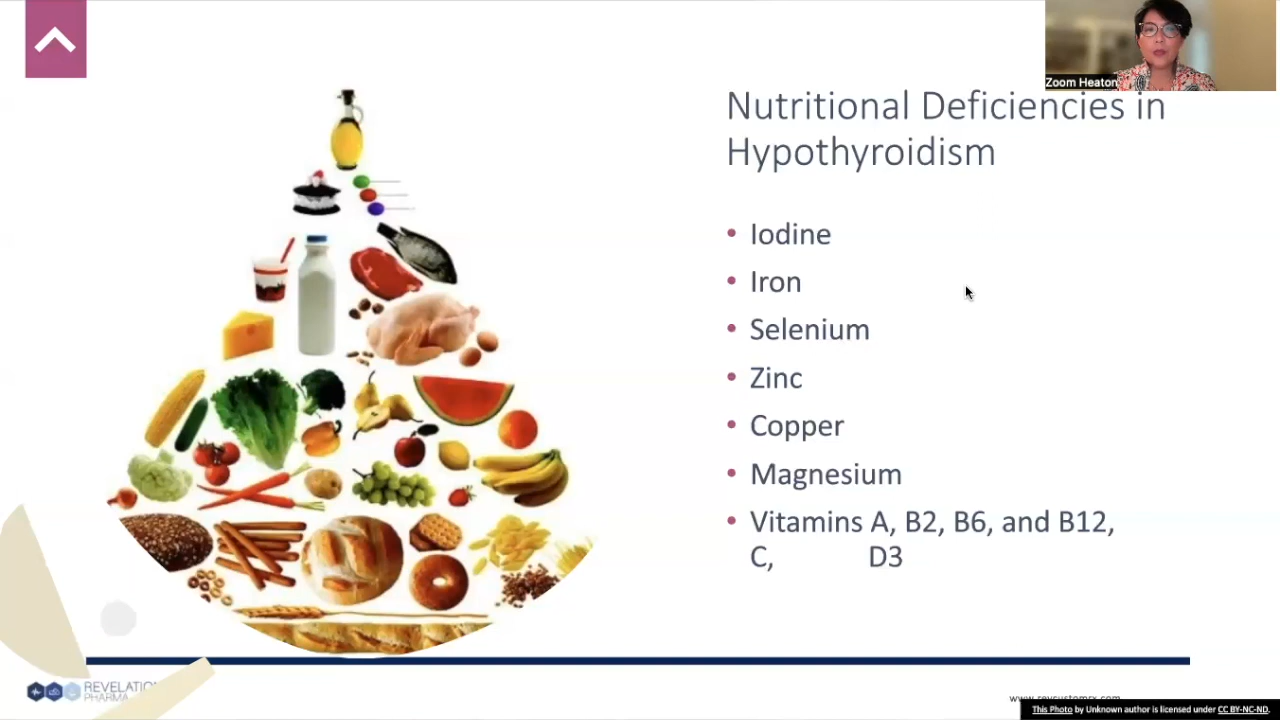 Zoom Heaton
Nutritional Deficiencies in
Hypothyroidism
• Iodine
• Iron
• Selenium
• Zinc
• Copper
• Magnesium
• Vitamins A, B2, B6, and B12,
C, D3
REVELATIO
PHARMA
www.revcustomrx.com
This Photo by Unknown author is licensed under CC BY-NC-ND.